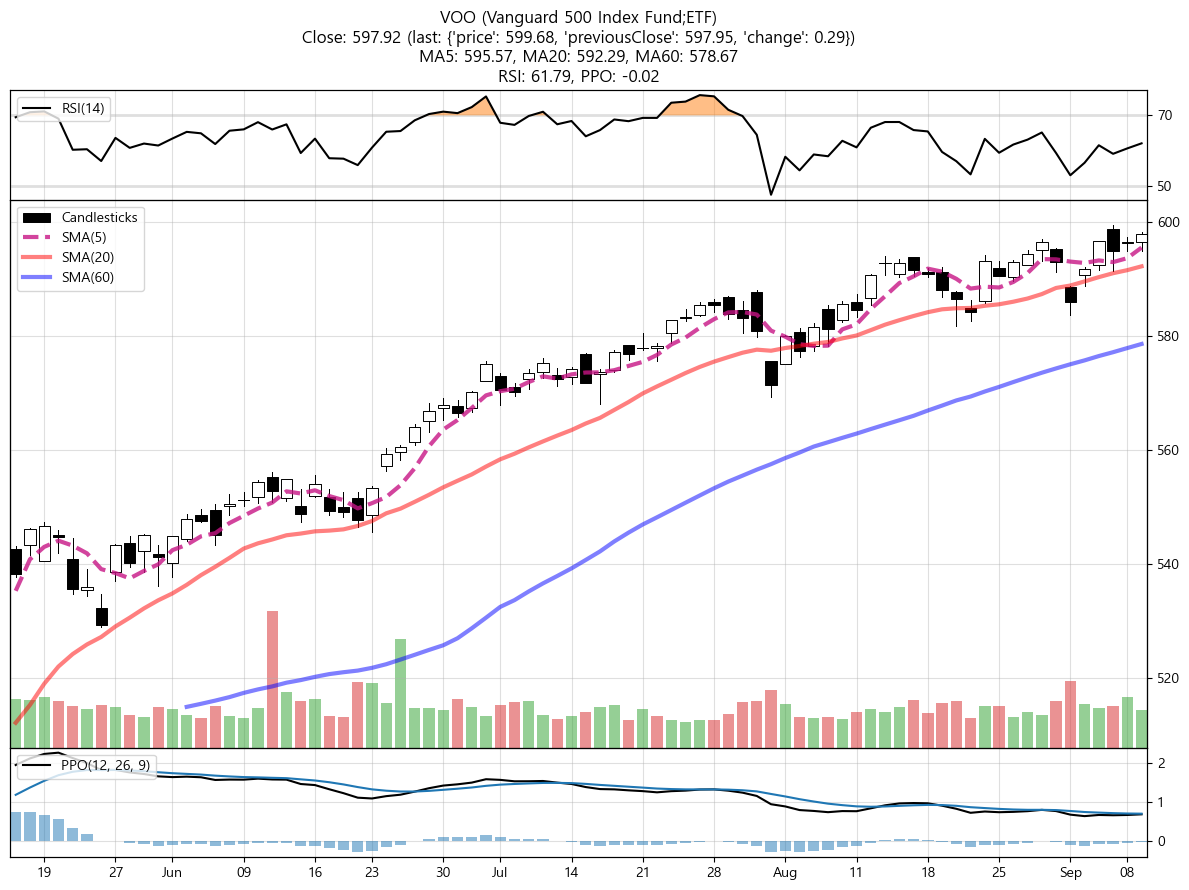 VOO (Vanguard 500 Index Fund;ETF)
Close: 597.92 (last: {'price': 599.68, 'previousClose': 597.95, 'change': 0.29})
MA5: 595.57, MA20: 592.29, MA60: 578.67
RSI: 61.79, PPO: -0.02
RSI(14)
70
50
Candlesticks
SMA(5)
SMA(20)
SMA(60)
600
580
560
540
520
PPO(12, 26, 9)
2
1
0
19 27 Jun 09 16 23 30 Jul 14 21 28 Aug 11 18 25 Sep 08